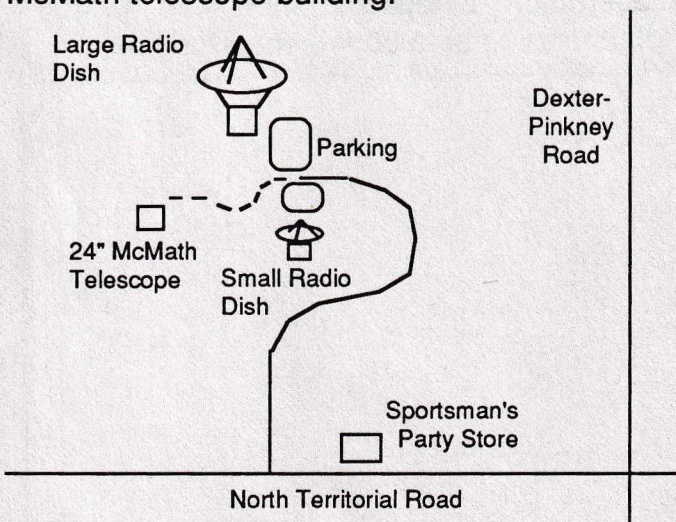 McMath telescope building.
Large Radio
Dish
Dexter-
Pinkney
Road
Parking
24" McMath
Telescope
Small Radio
Dish
Sportsman's
Party Store
North Territorial Road